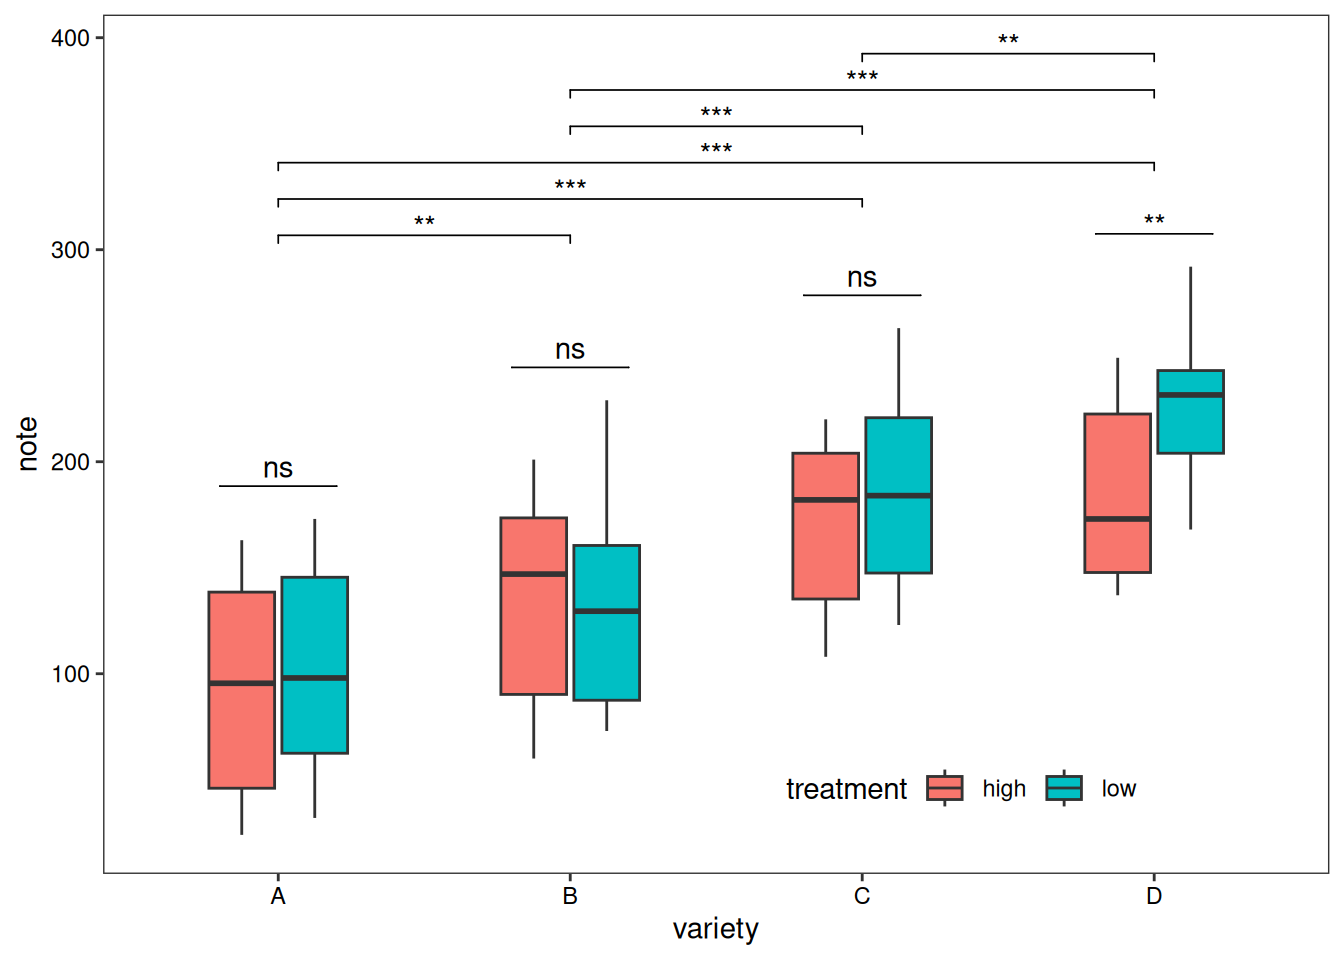 400
**
***
***
***
***
**
**
300
ns
ns
ns
note
200
100
treatment high low
A B C D
variety